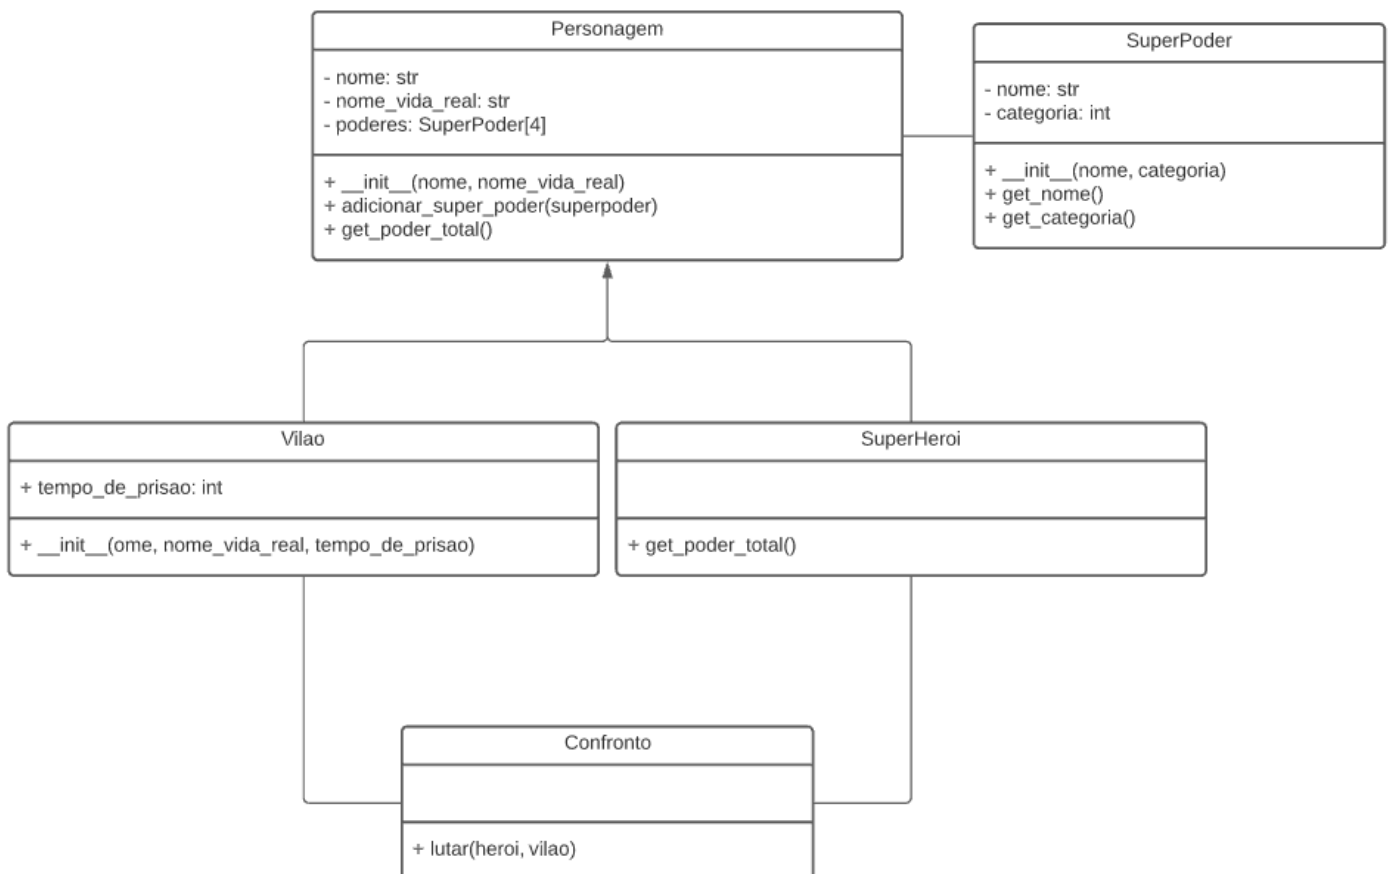 Personagem
- nome: str
- nome_vida_real: str
- poderes: SuperPoder[4]
+ __init__(nome, nome_vida_real)
+ adicionar_super_poder(superpoder)
+ get_poder_total()
SuperPoder
- nome: str
- categoria: int
+ __init__(nome, categoria)
+ get_nome()
+ get_categoria()
Vilao
+ tempo_de_prisao: int
+ __init__(ome, nome_vida_real, tempo_de_prisao)
SuperHeroi
+ get_poder_total()
Confronto
+ lutar(heroi, vilao)